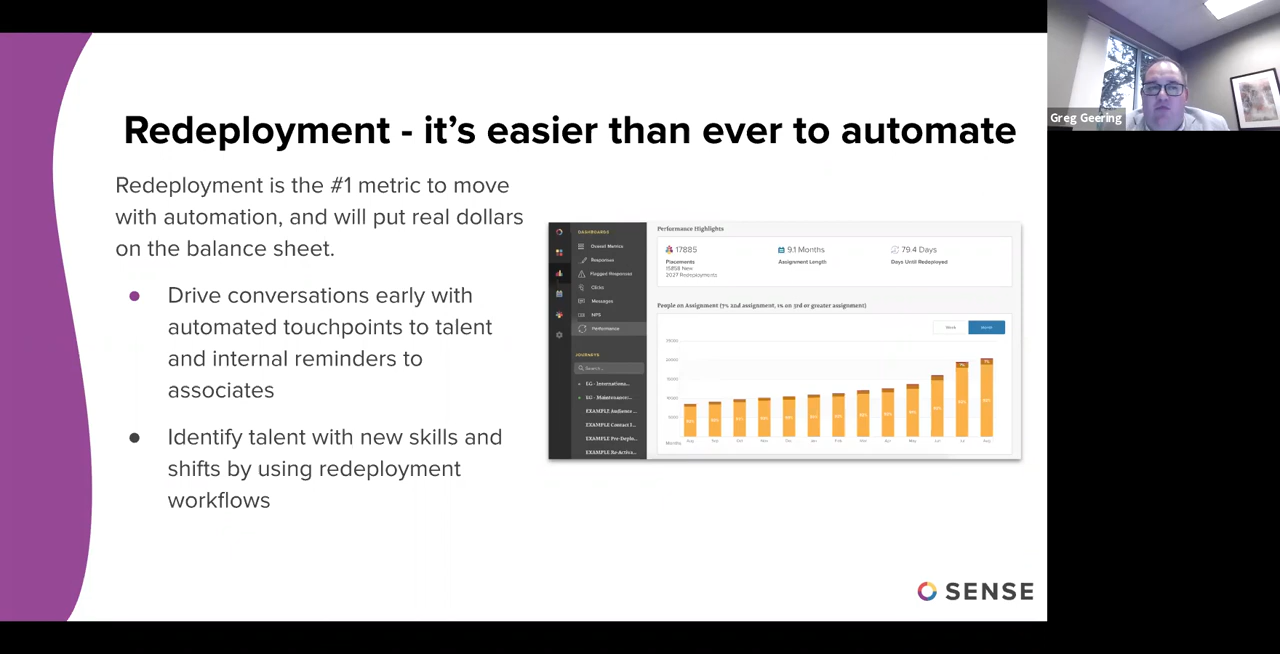 Redeployment - it's easier than ever to automate
Redeployment is the #1 metric to move
with automation, and will put real dollars
on the balance sheet.
Drive conversations early with
automated touchpoints to talent
and internal reminders to
associates
Identify talent with new skills and
shifts by using redeployment
workflows
DASHBOARDS
Overall Metrics
Responses
Flagged Responses
Clicks
Messages
NPS
Performance
JOURNEYS
Search...
EG - Internationa...
EG - Maintenance:
EXAMPLE Audience ...
EXAMPLE Contact I...
EXAMPLE Pre-Deplo...
EXAMPLE Re-Activa...
Performance Highlights
17885
Placements
15858 New
2027 Redeployments
9.1 Months
Assignment Length
79.4 Days
Days Until Redeployed
People on Assignment (7% 2nd assignment, 1% on 3rd or greater assignment)
Week
Month
Months
SENSE
Greg Geering